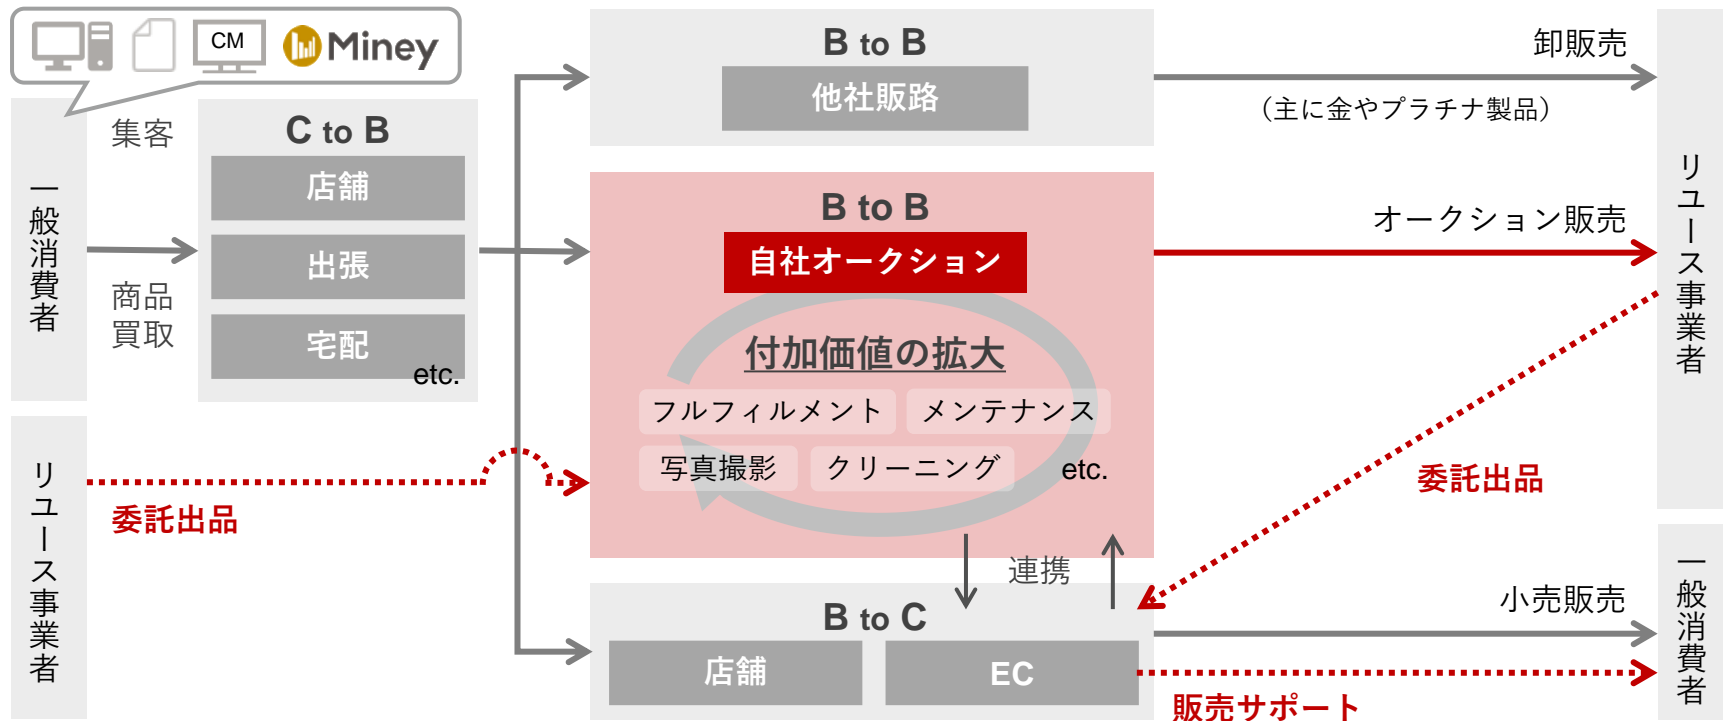 CM
Miney
集客
一般消費者
商品
買取
C to B
店舗
出張
宅配
etc.
リユース事業者
委託出品
B to B
他社販路
卸販売
（主に金やプラチナ製品）
B to B
自社オークション
付加価値の拡大
フルフィルメント
メンテナンス
写真撮影
クリーニング
etc.
オークション販売
リユース事業者
委託出品
連携
B to C
店舗
EC
小売販売
販売サポート
一般消費者